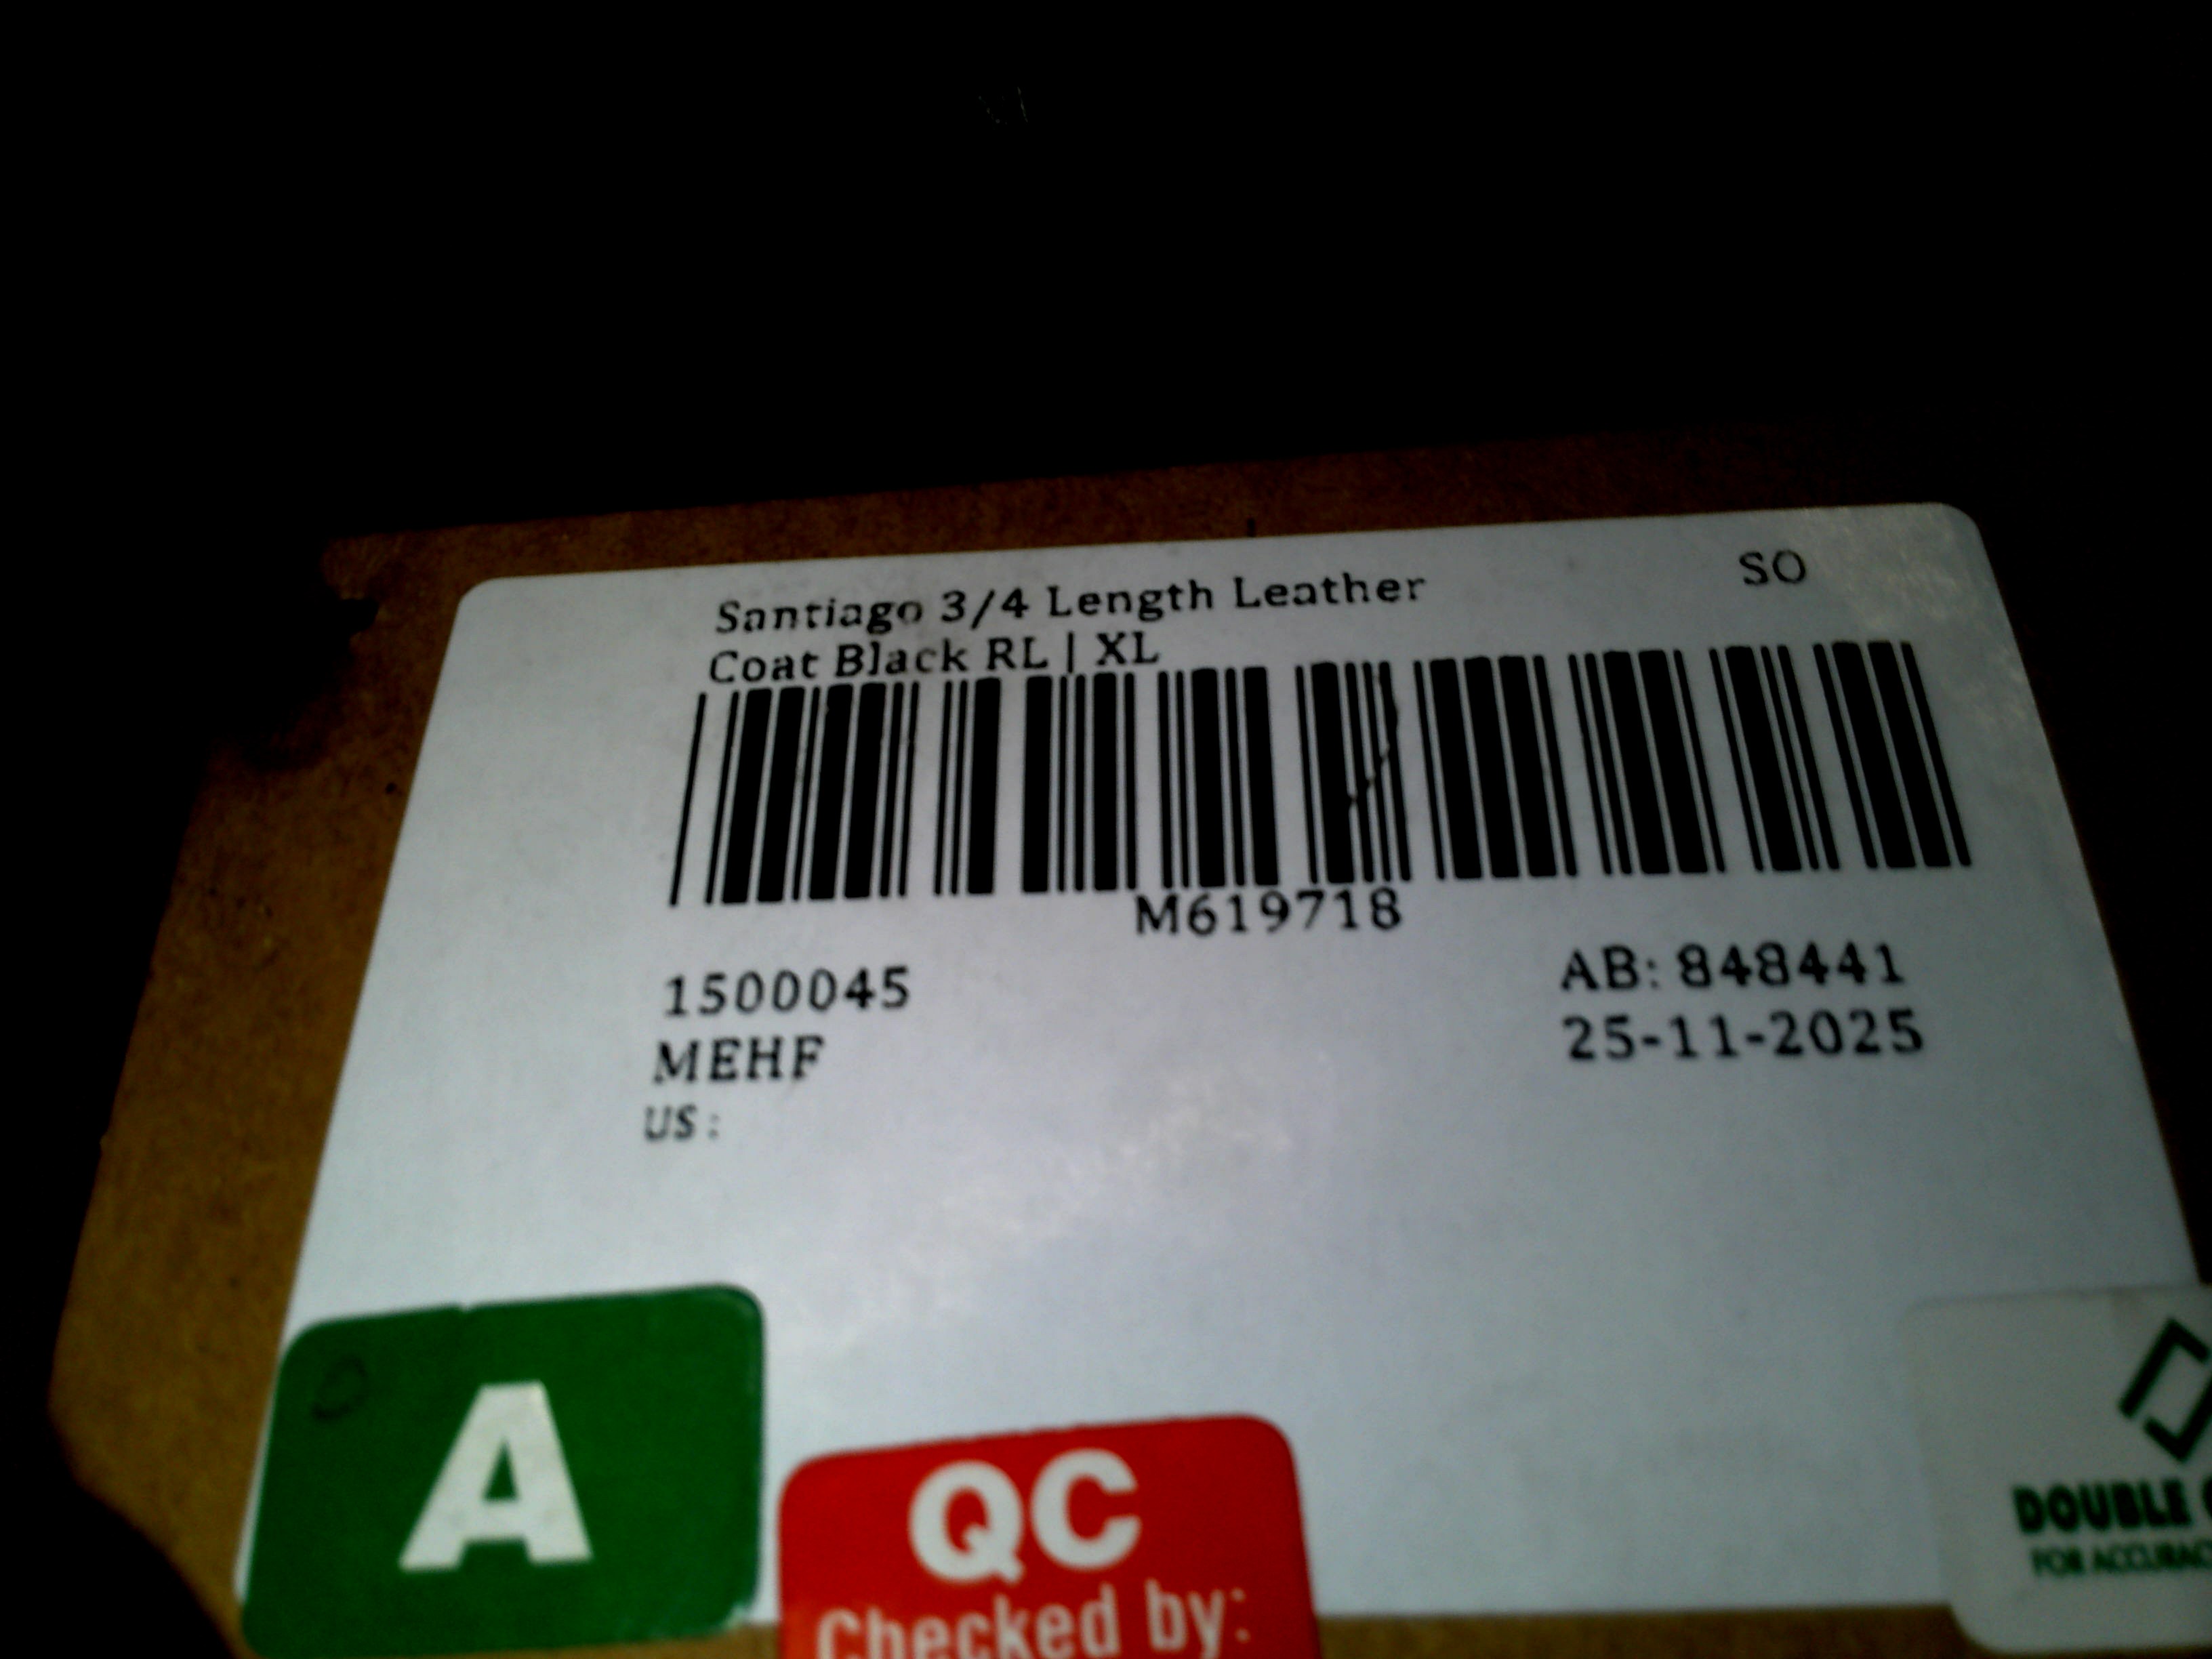 Santiago 3/4 Length Leather
Coat Black RL | XL
SO
M619718
1500045
MEHF
US :
AB: 848441
25-11-2025
A
QC
Checked by:
DOUBLE
FOR